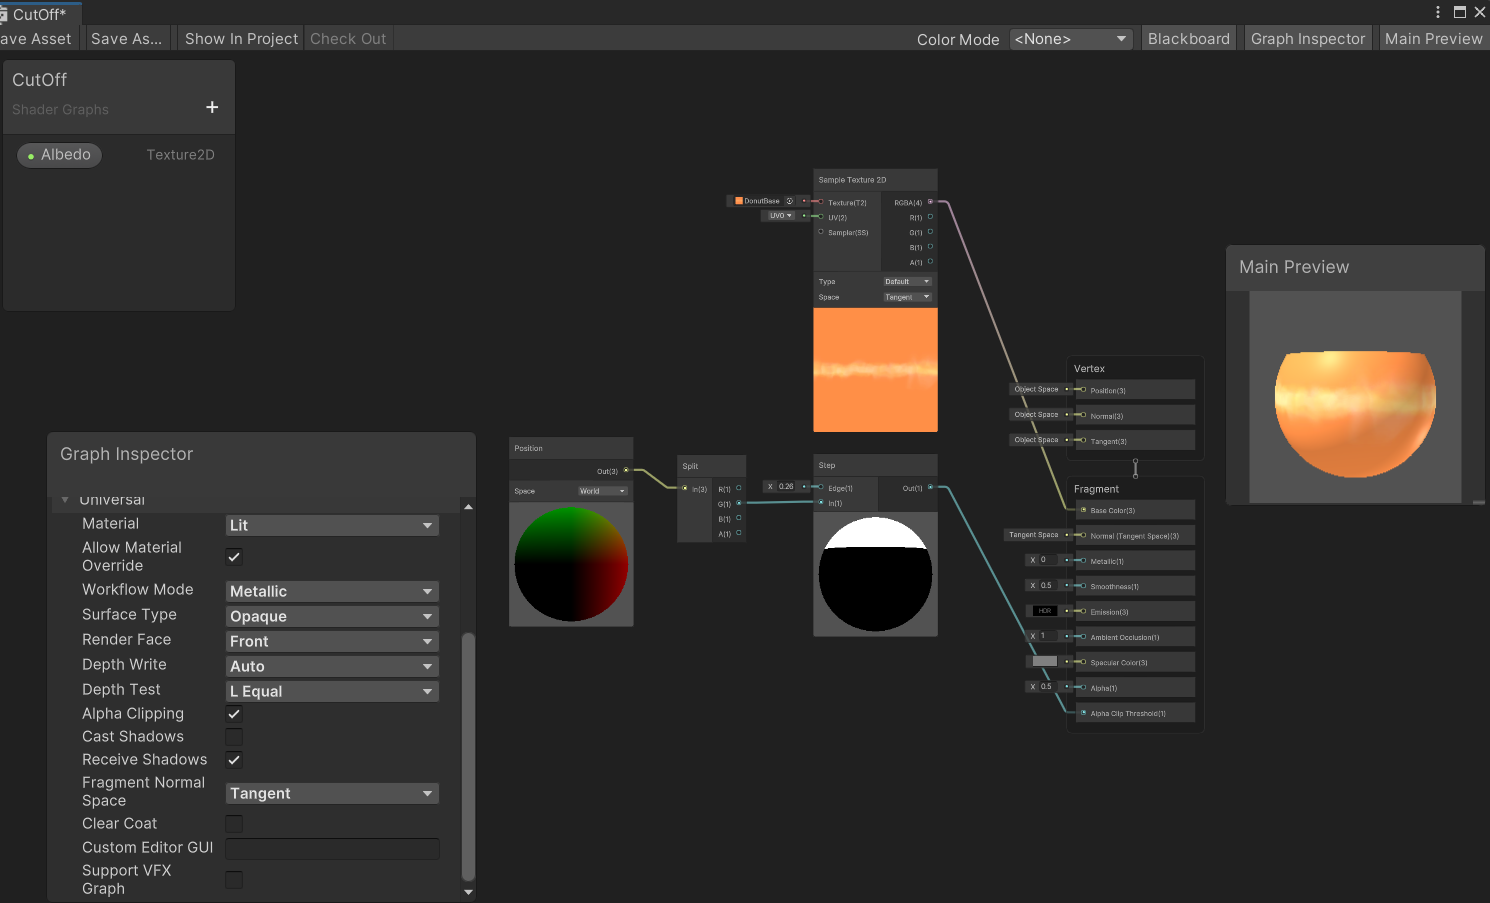 CutOff*
ave Asset
Save As...
Show In Project
Check Out
Color Mode
<None>
Blackboard
Graph Inspector
Main Preview
CutOff
Shader Graphs
+
Albedo
Texture2D
Sample Texture 2D
DonutBase
Texture(T2)
RGBA(4)
UV0
UV(2)
R(1)
Sampler(SS)
G(1)
B(1)
A(1)
Type
Default
Space
Tangent
Main Preview
Vertex
Object Space
Position(3)
Object Space
Normal(3)
Object Space
Tangent(3)
Graph Inspector
Universal
Material
Lit
Allow Material
Override
Workflow Mode
Metallic
Surface Type
Opaque
Render Face
Front
Depth Write
Auto
Depth Test
L Equal
Alpha Clipping
Cast Shadows
Receive Shadows
Fragment Normal
Space
Tangent
Clear Coat
Custom Editor GUI
Support VFX
Graph
Position
Out(3)
Space
World
Split
In(3)
R(1)
G(1)
B(1)
A(1)
Step
X 0.26
Edge(1)
Out(1)
In(1)
Fragment
Base Color(3)
Tangent Space
Normal (Tangent Space)(3)
X 0
Metallic(1)
X 0.5
Smoothness(1)
HDR
Emission(3)
X 1
Ambient Occlusion(1)
Specular Color(3)
X 0.5
Alpha(1)
Alpha Clip Threshold(1)